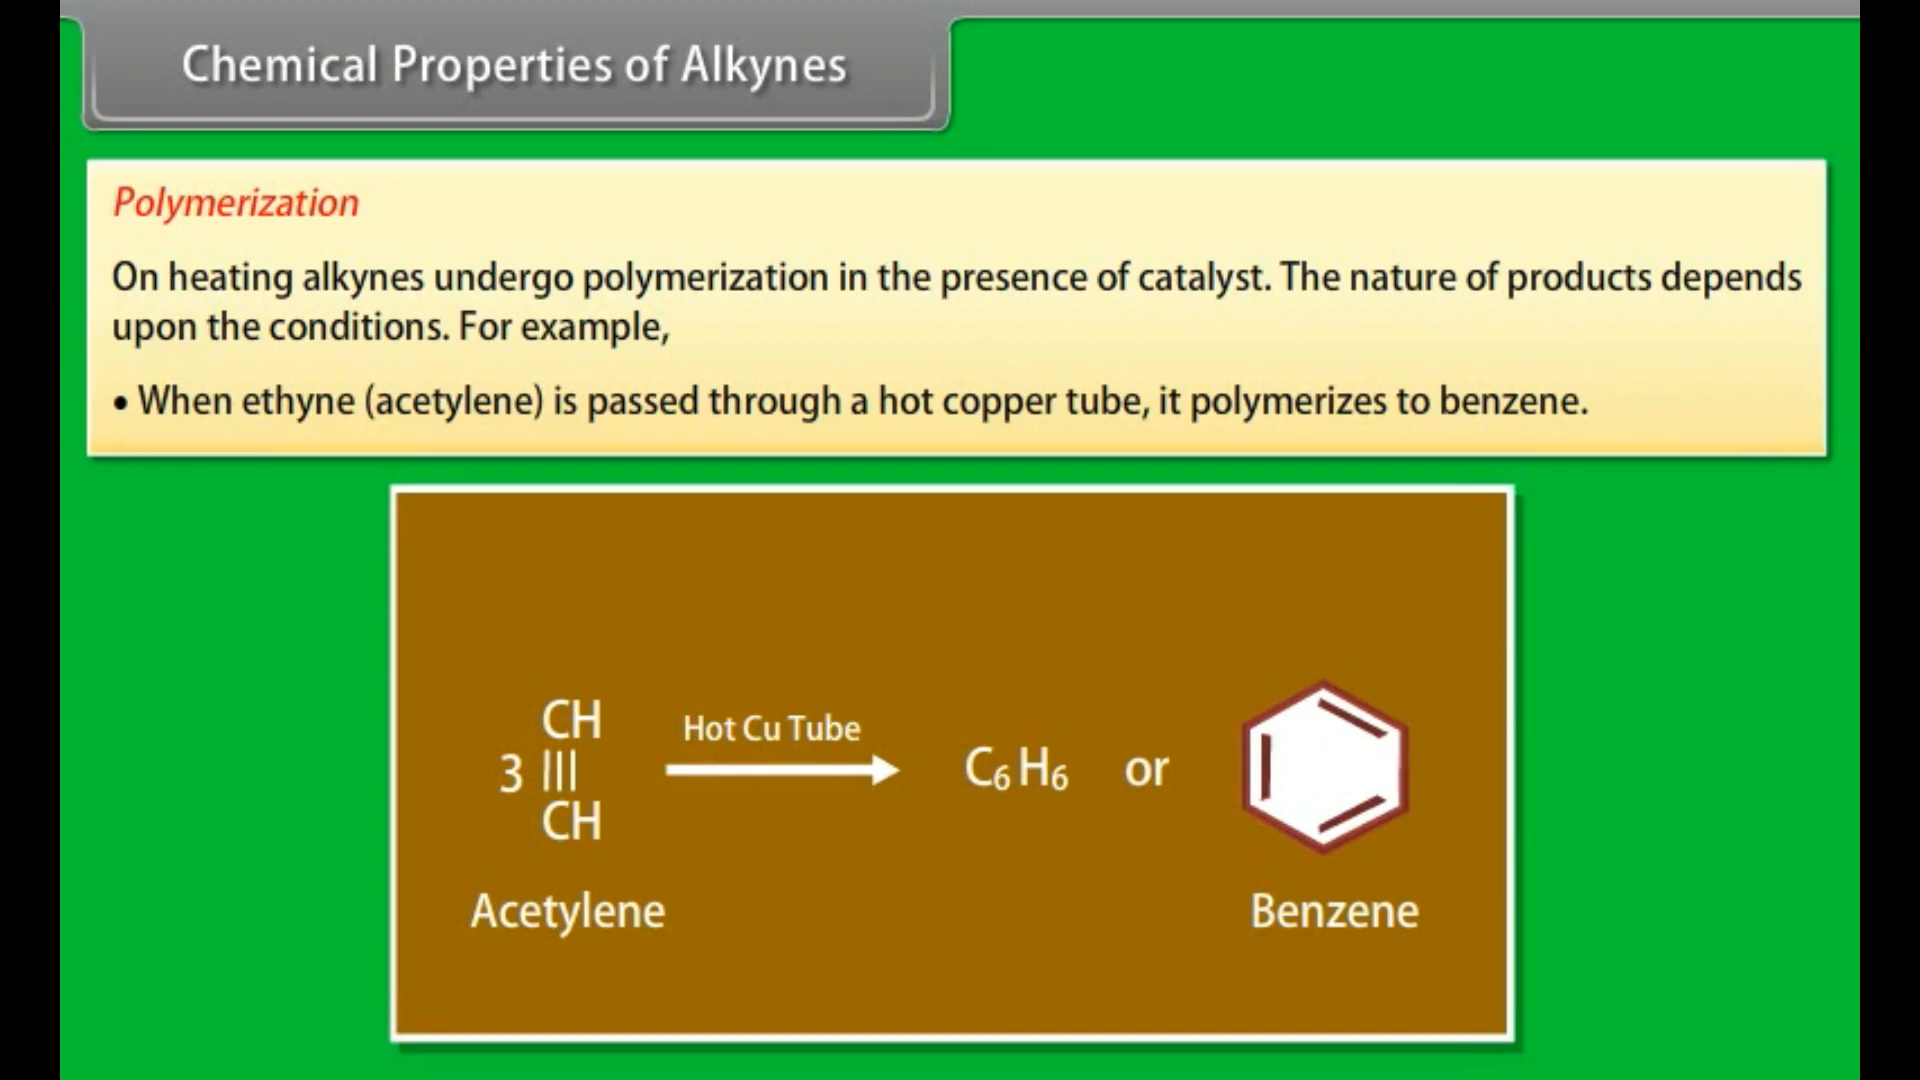 Chemical Properties of Alkynes
Polymerization
On heating alkynes undergo polymerization in the presence of catalyst. The nature of products depends
upon the conditions. For example,
• When ethyne (acetylene) is passed through a hot copper tube, it polymerizes to benzene.
CH
Hot Cu Tube
3 ||| C₆H₆ or
CH
Acetylene Benzene